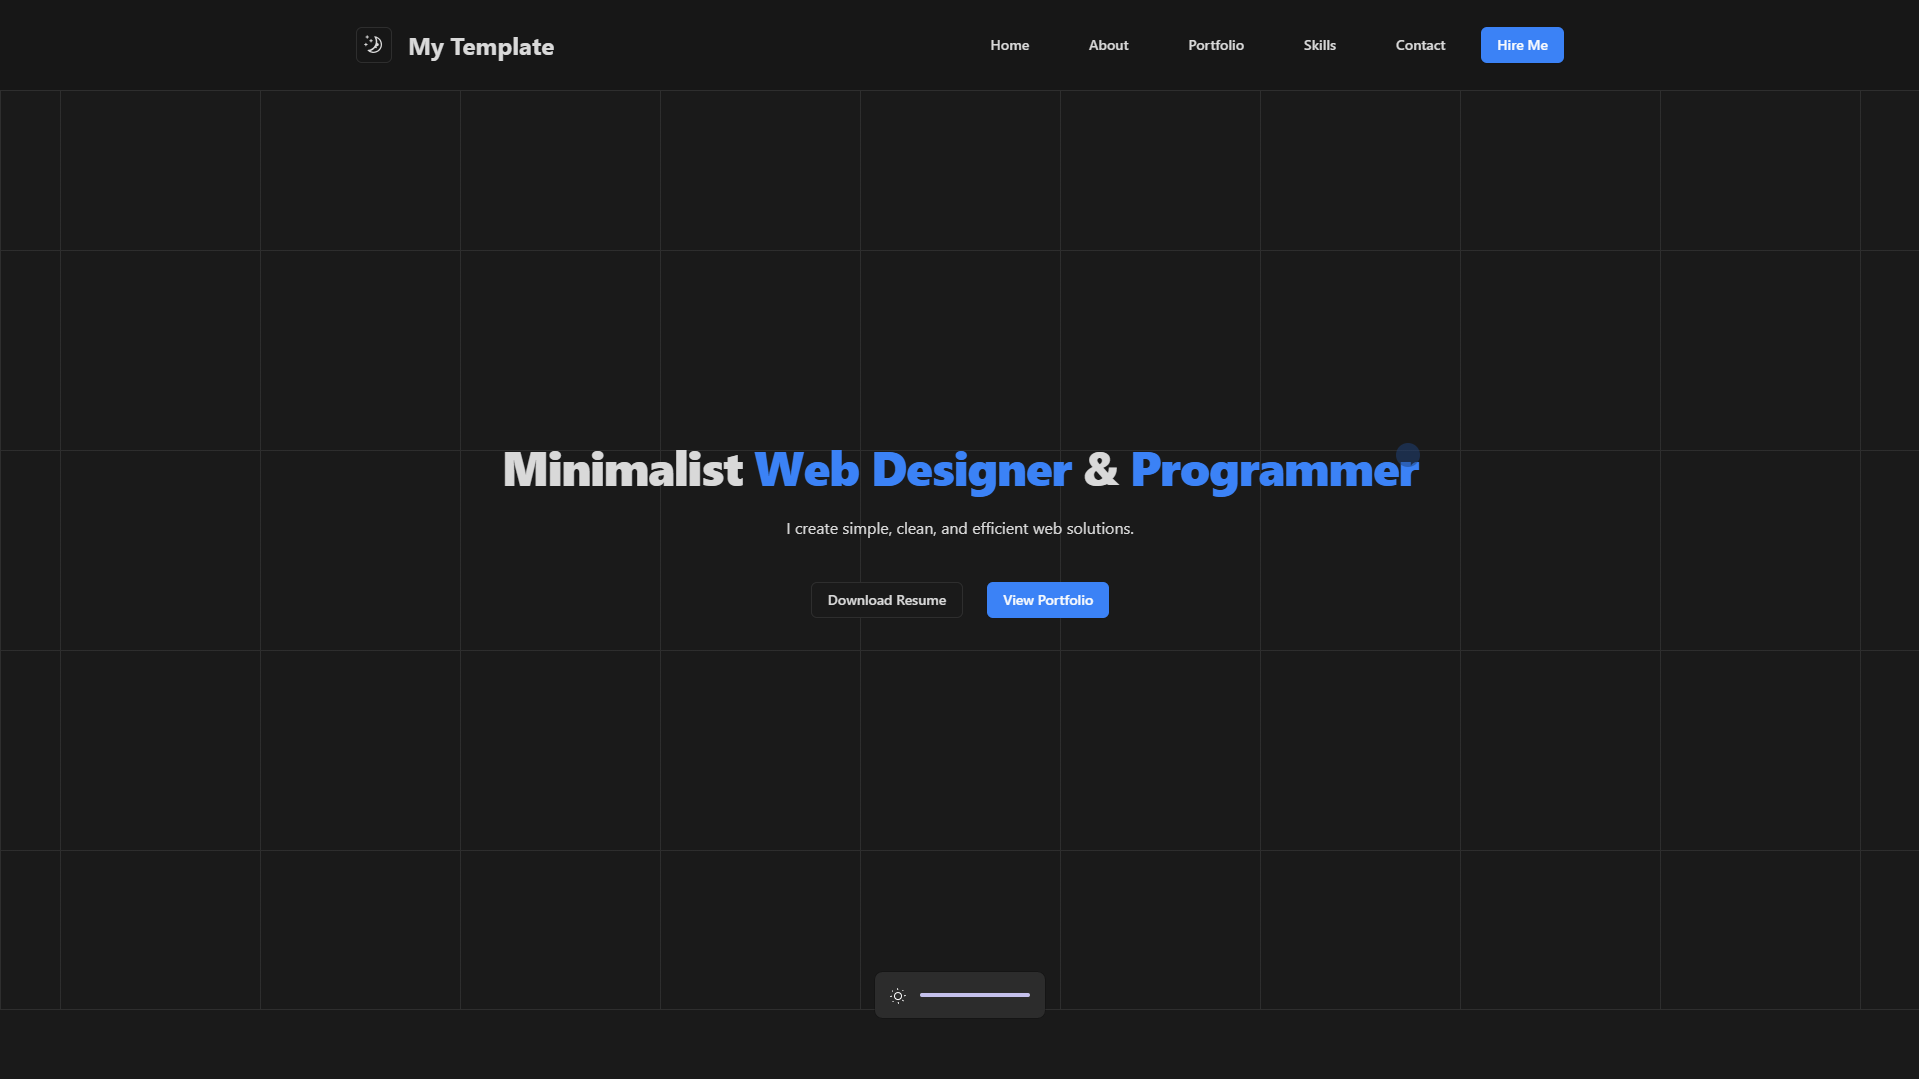 My Template
Home
About
Portfolio
Skills
Contact
Hire Me
Minimalist Web Designer & Programmer
I create simple, clean, and efficient web solutions.
Download Resume
View Portfolio